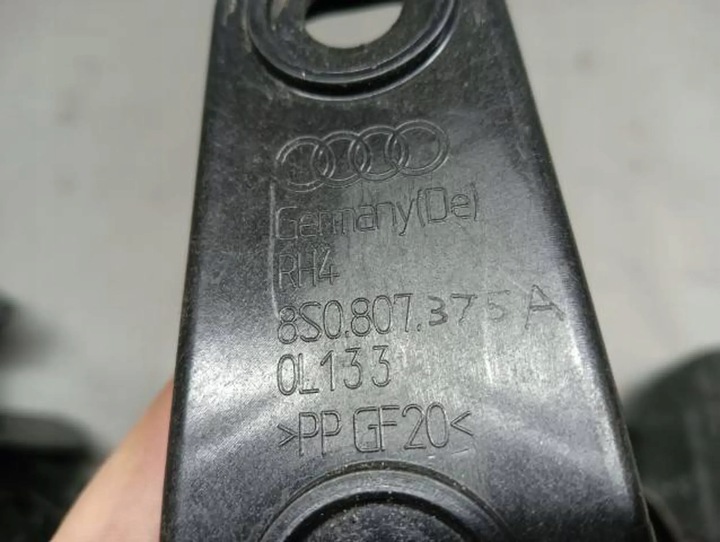 Germany(De)
RH4
8S0.807.375 A
0L133
>PP GF20<